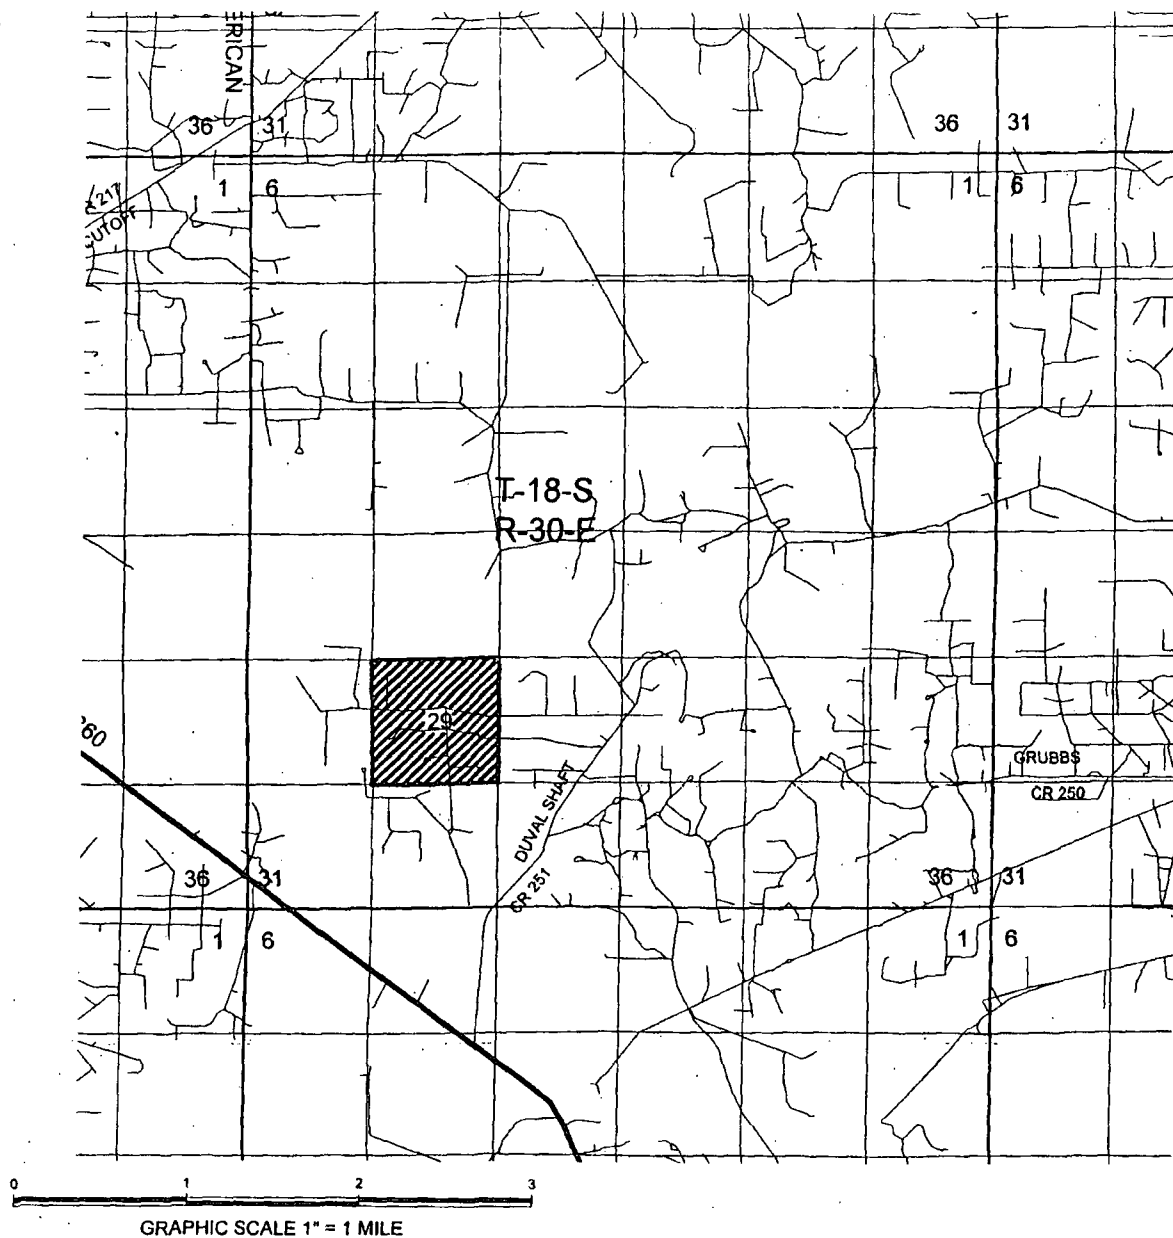 ERICAN
36 31
36 31
1 6
1 6
217
CUTOFF
T-18-S
R-30-E
29
60
GRUBBS
CR 250
DUVAL SHAFT
CR 251
36 31
36 31
1 6
1 6
0 1 2 3
GRAPHIC SCALE 1" = 1 MILE